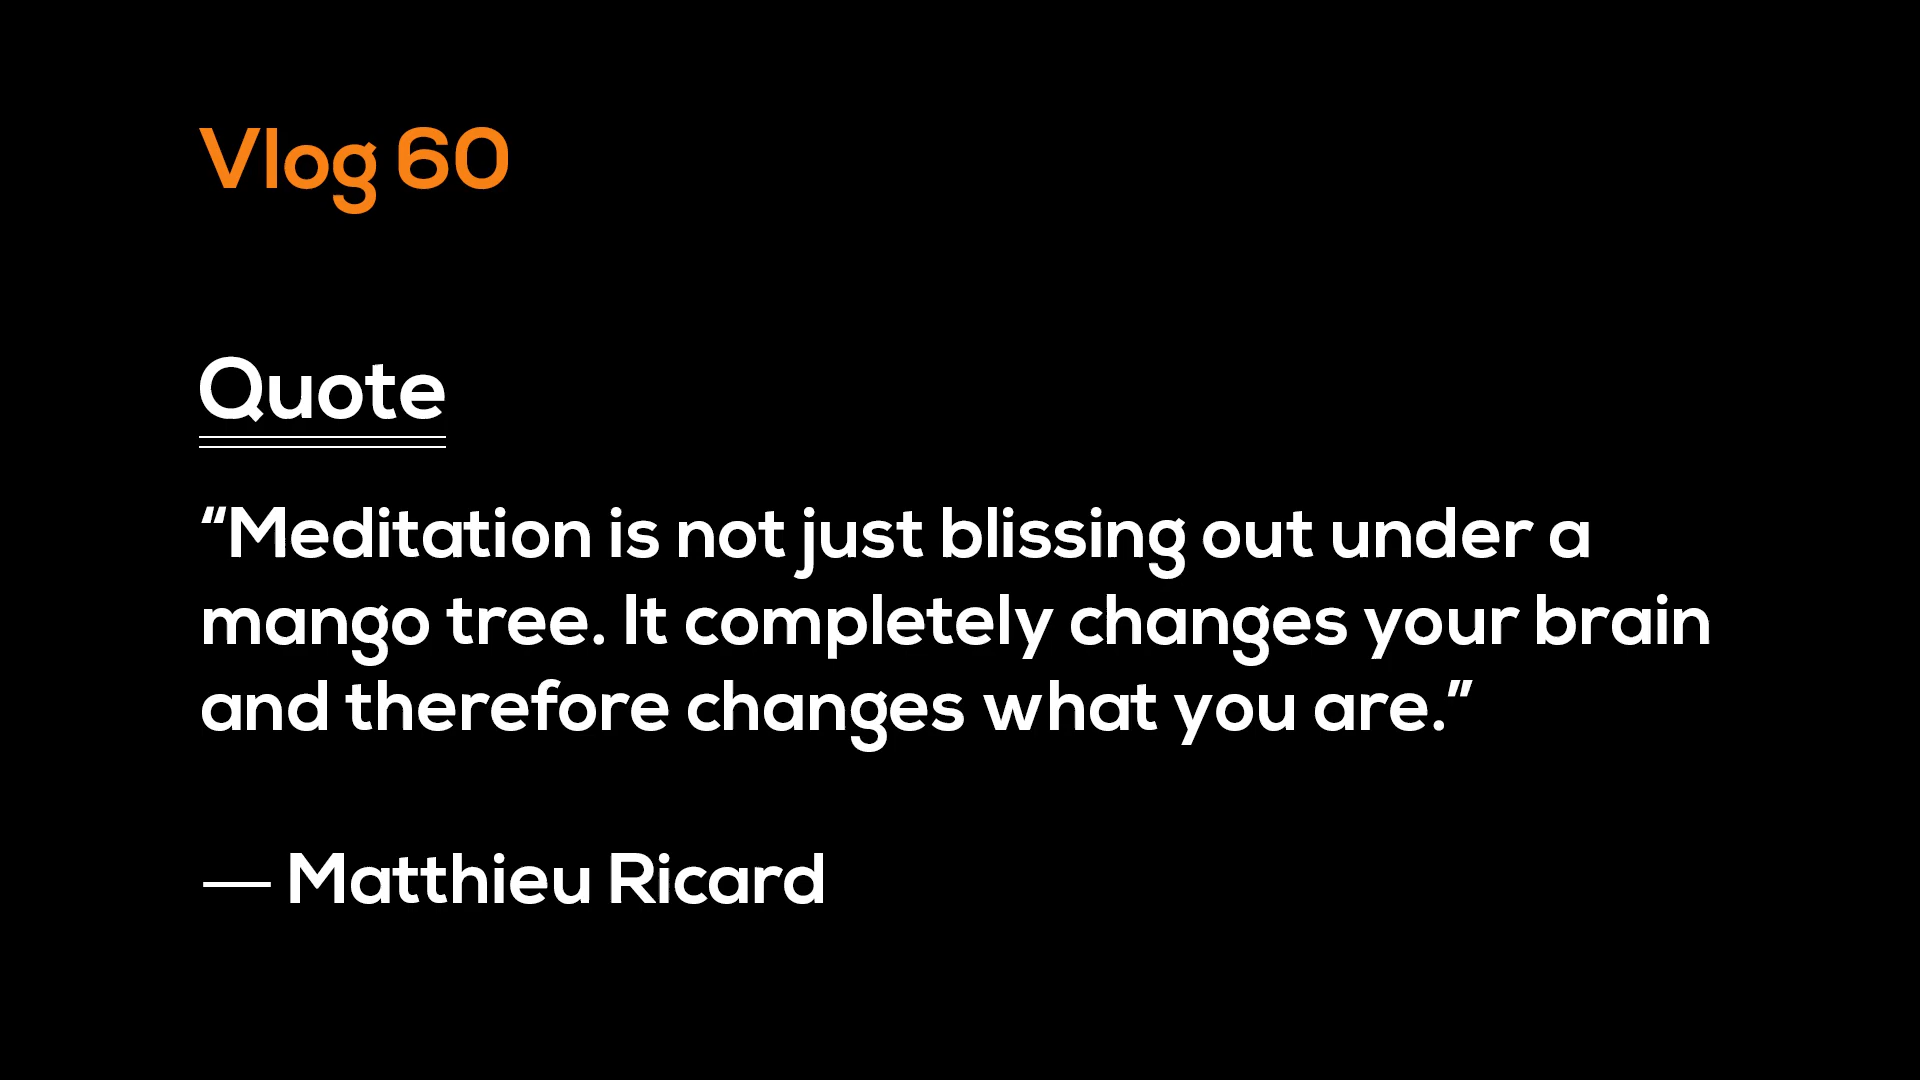 Vlog 60
Quote
“Meditation is not just blissing out under a
mango tree. It completely changes your brain
and therefore changes what you are.”
— Matthieu Ricard